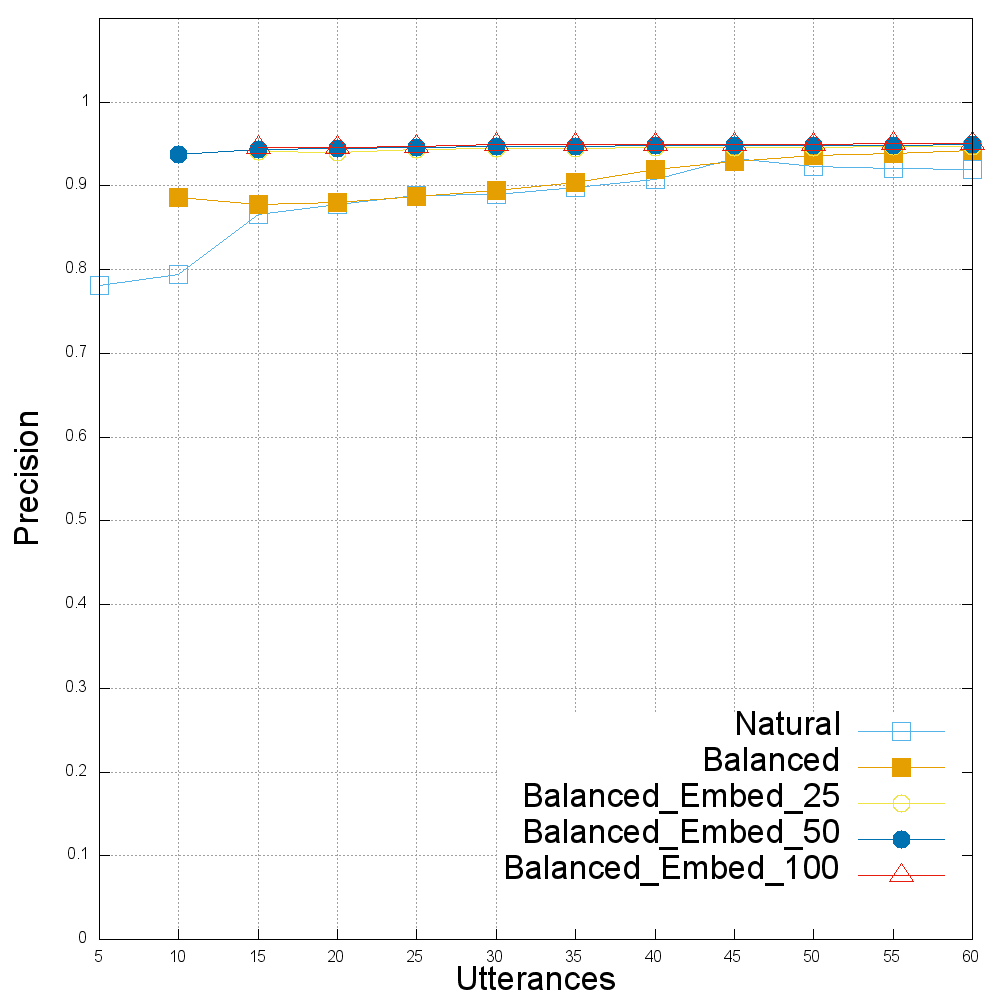 1
0.9
0.8
0.7
0.6
0.5
0.4
0.3
0.2
0.1
0
Precision
Natural
Balanced
Balanced_Embed_25
Balanced_Embed_50
Balanced_Embed_100
5 10 15 20 25 30 35 40 45 50 55 60
Utterances